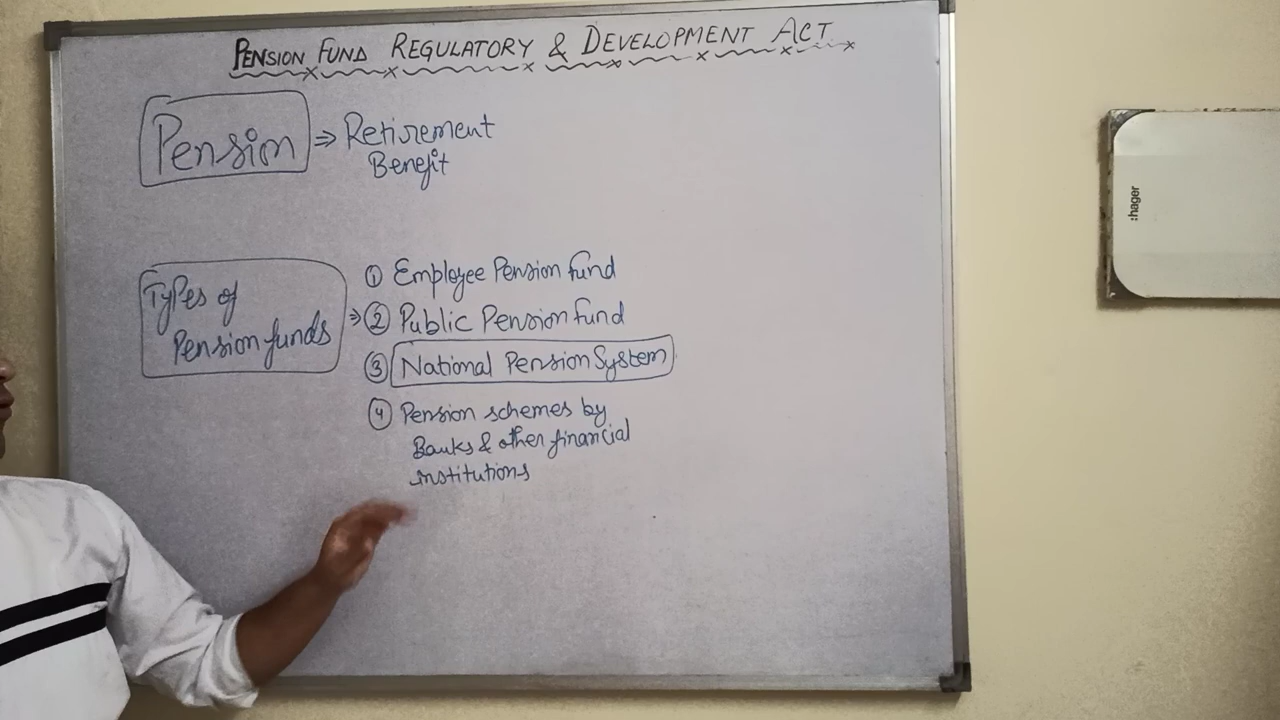 PENSION FUND REGULATORY & DEVELOPMENT ACT
Pension ⇒ Retirement
Benefit
① Employee Pension fund
Types of
Pension funds ⇒ ② Public Pension fund
③ National Pension System
④ Pension schemes by
Banks & other financial
institutions
:hager